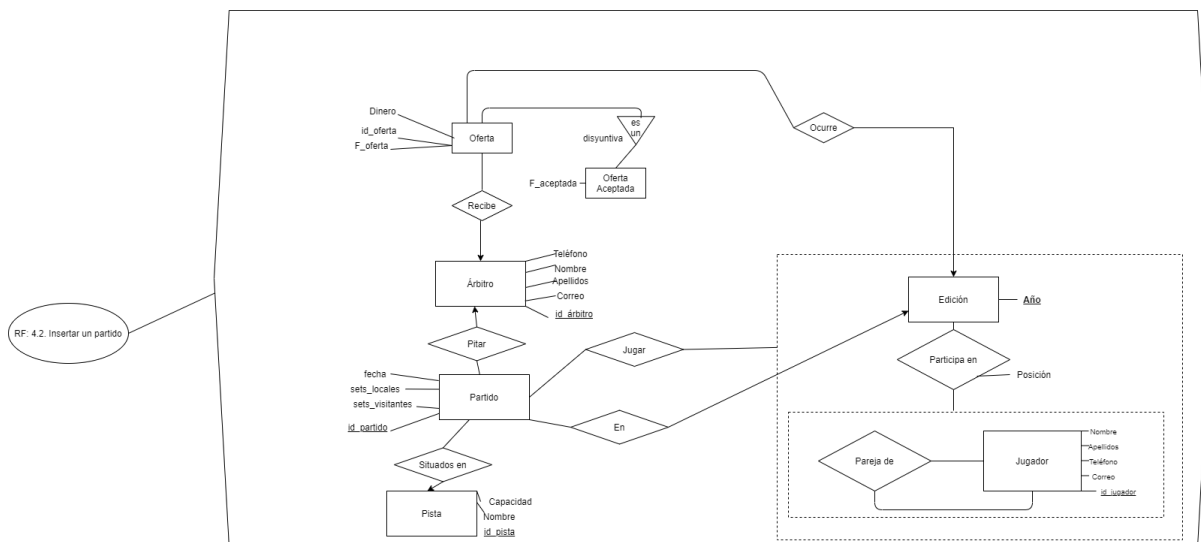 Dinero
id_oferta
F_oferta
Oferta
es
un
disyuntiva
F_aceptada
Oferta
Aceptada
Ocurre
Recibe
Teléfono
Nombre
Apellidos
Correo
id_árbitro
Árbitro
Edición
Año
RF: 4.2. Insertar un partido
Pitar
Jugar
Participa en
Posición
fecha
sets_locales
sets_visitantes
id_partido
Partido
En
Situados en
Pareja de
Jugador
Nombre
Apellidos
Teléfono
Correo
id_jugador
Pista
Capacidad
Nombre
id_pista